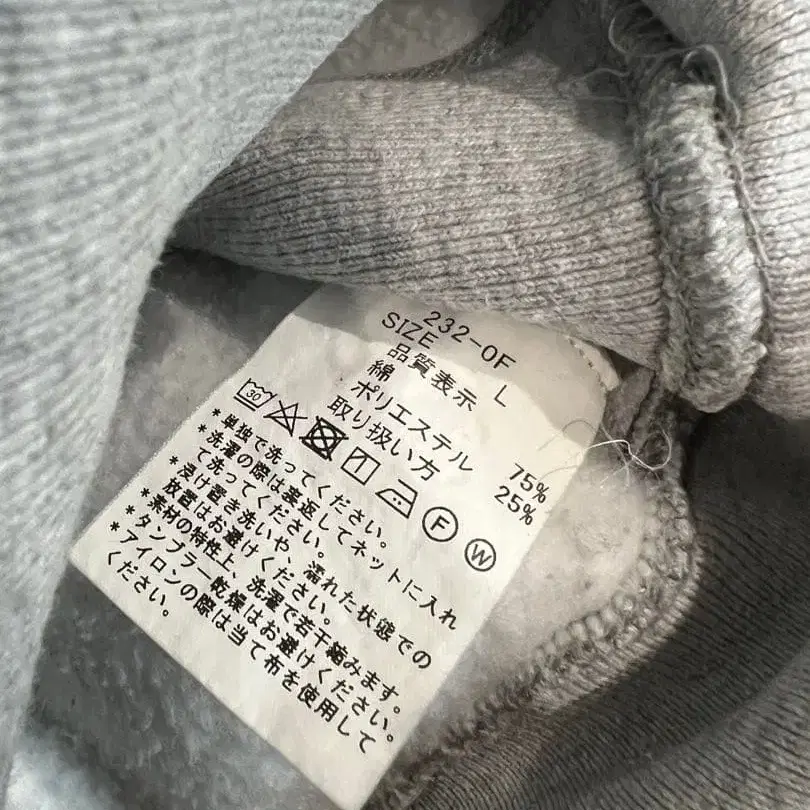 232-0F
SIZE L
品質表示
綿 75%
ポリエステル 25%
取り扱い方
30 F W
*単独で洗ってください。
*洗濯の際は裏返してネットに入れ
て洗ってください。
*浸け置き洗いや、濡れた状態での
放置はお避けください。
*素材の特性上、洗濯で若干縮みます。
*タンブラー乾燥はお避けください。
*アイロンの際は当て布を使用して
ください。